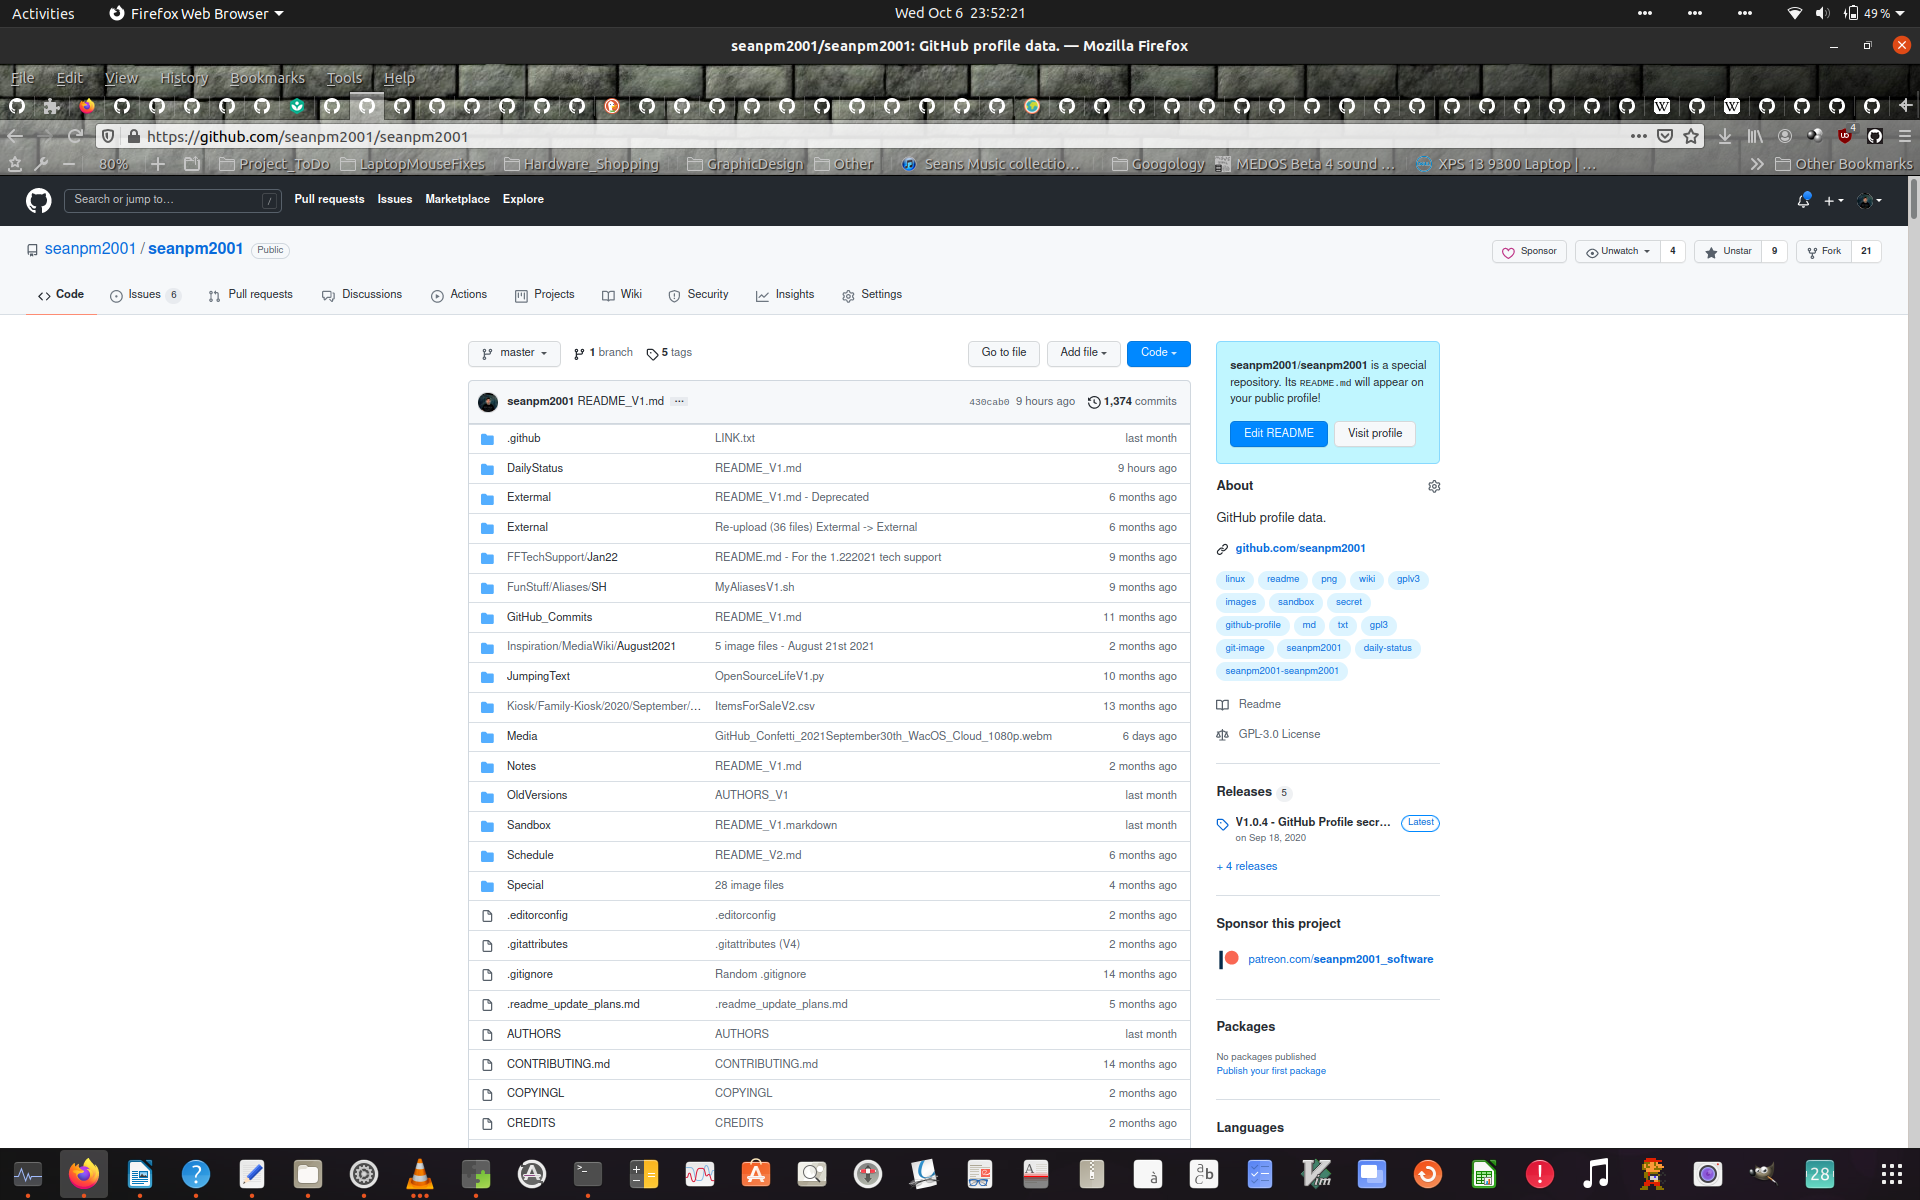 Activities Firefox Web Browser Wed Oct 6 23:52:21 49 %
seanpm2001/seanpm2001: GitHub profile data. — Mozilla Firefox
File Edit View History Bookmarks Tools Help
https://github.com/seanpm2001/seanpm2001 4
80% Project_ToDo LaptopMouseFixes Hardware_Shopping GraphicDesign Other Seans Music collectio… Googology MEDOS Beta 4 sound … XPS 13 9300 Laptop | … Other Bookmarks
Search or jump to… / Pull requests Issues Marketplace Explore
seanpm2001 / seanpm2001 Public Sponsor Unwatch 4 Unstar 9 Fork 21
Code Issues 6 Pull requests Discussions Actions Projects Wiki Security Insights Settings
master 1 branch 5 tags Go to file Add file Code
seanpm2001 README_V1.md ... 430cab0 9 hours ago 1,374 commits
.github LINK.txt last month
DailyStatus README_V1.md 9 hours ago
Extermal README_V1.md - Deprecated 6 months ago
External Re-upload (36 files) Extermal -> External 6 months ago
FFTechSupport/Jan22 README.md - For the 1.222021 tech support 9 months ago
FunStuff/Aliases/SH MyAliasesV1.sh 9 months ago
GitHub_Commits README_V1.md 11 months ago
Inspiration/MediaWiki/August2021 5 image files - August 21st 2021 2 months ago
JumpingText OpenSourceLifeV1.py 10 months ago
Kiosk/Family-Kiosk/2020/September/… ItemsForSaleV2.csv 13 months ago
Media GitHub_Confetti_2021September30th_WacOS_Cloud_1080p.webm 6 days ago
Notes README_V1.md 2 months ago
OldVersions AUTHORS_V1 last month
Sandbox README_V1.markdown last month
Schedule README_V2.md 6 months ago
Special 28 image files 4 months ago
.editorconfig .editorconfig 2 months ago
.gitattributes .gitattributes (V4) 2 months ago
.gitignore Random .gitignore 14 months ago
.readme_update_plans.md .readme_update_plans.md 5 months ago
AUTHORS AUTHORS last month
CONTRIBUTING.md CONTRIBUTING.md 14 months ago
COPYINGL COPYINGL 2 months ago
CREDITS CREDITS 2 months ago
seanpm2001/seanpm2001 is a special
repository. Its README.md will appear on
your public profile!
Edit README Visit profile
About
GitHub profile data.
github.com/seanpm2001
linux readme png wiki gplv3
images sandbox secret
github-profile md txt gpl3
git-image seanpm2001 daily-status
seanpm2001-seanpm2001
Readme
GPL-3.0 License
Releases 5
V1.0.4 - GitHub Profile secr... Latest
on Sep 18, 2020
+ 4 releases
Sponsor this project
patreon.com/seanpm2001_software
Packages
No packages published
Publish your first package
Languages
28